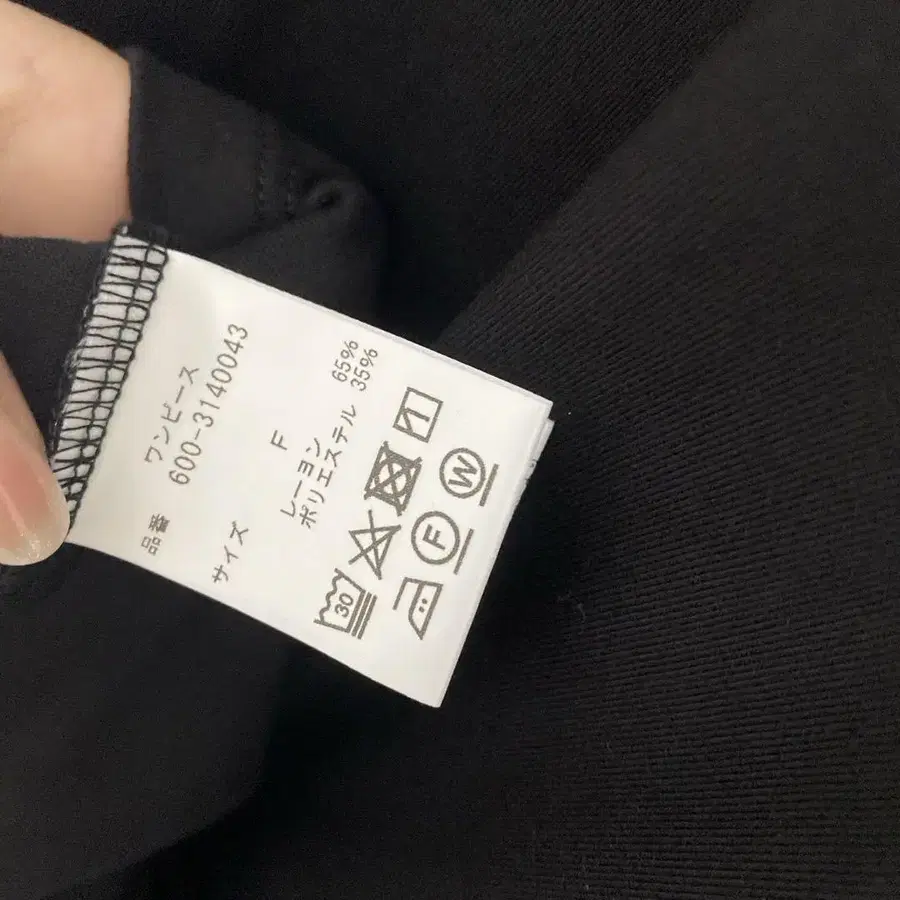 ワンピース
品番 600-3140043
サイズ F
レーヨン 65%
ポリエステル 35%
30
F
W